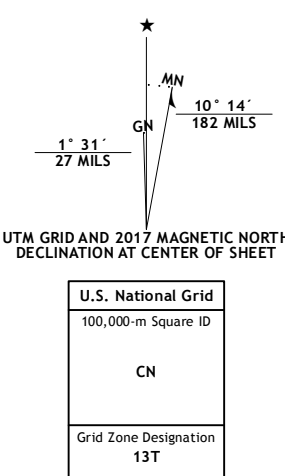 ★
MN
GN
10° 14´
182 MILS
1° 31´
27 MILS
UTM GRID AND 2017 MAGNETIC NORTH
DECLINATION AT CENTER OF SHEET
U.S. National Grid
100,000-m Square ID
CN
Grid Zone Designation
13T